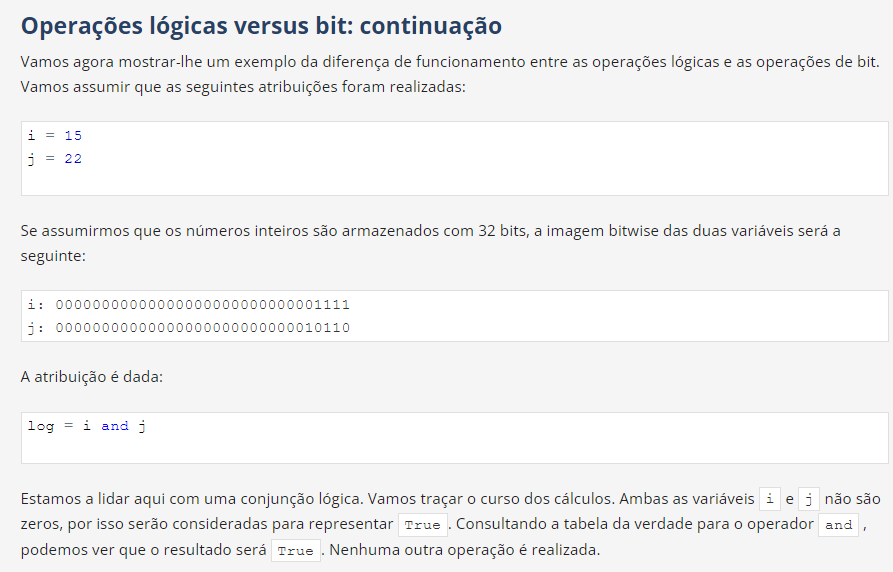 Operações lógicas versus bit: continuação
Vamos agora mostrar-lhe um exemplo da diferença de funcionamento entre as operações lógicas e as operações de bit.
Vamos assumir que as seguintes atribuições foram realizadas:
i = 15
j = 22
Se assumirmos que os números inteiros são armazenados com 32 bits, a imagem bitwise das duas variáveis será a
seguinte:
i: 00000000000000000000000000001111
j: 00000000000000000000000000010110
A atribuição é dada:
log = i and j
Estamos a lidar aqui com uma conjunção lógica. Vamos traçar o curso dos cálculos. Ambas as variáveis i e j não são
zeros, por isso serão consideradas para representar True . Consultando a tabela da verdade para o operador and ,
podemos ver que o resultado será True . Nenhuma outra operação é realizada.